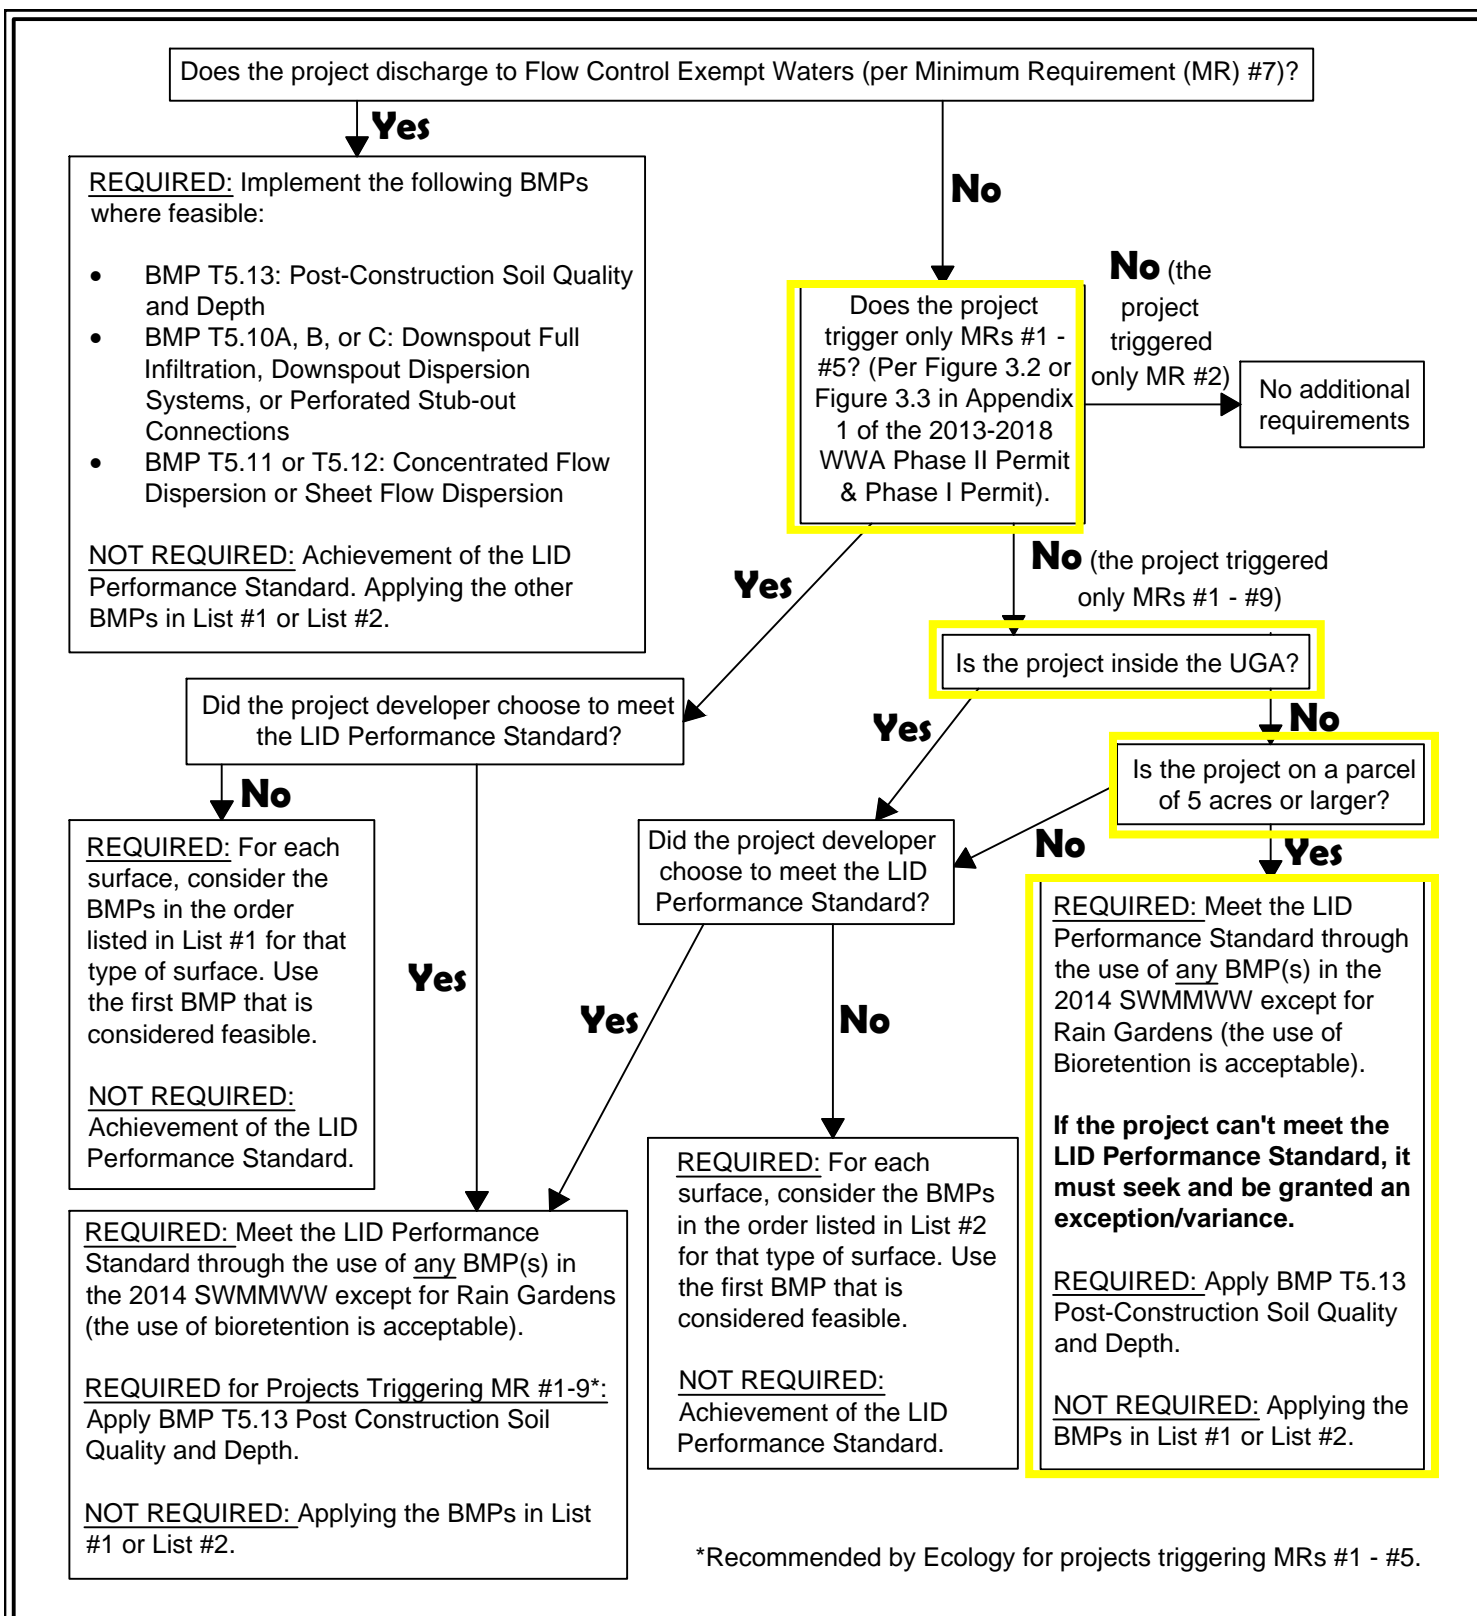 Does the project discharge to Flow Control Exempt Waters (per Minimum Requirement (MR) #7)?
Yes
No
REQUIRED: Implement the following BMPs
where feasible:
• BMP T5.13: Post-Construction Soil Quality
and Depth
• BMP T5.10A, B, or C: Downspout Full
Infiltration, Downspout Dispersion
Systems, or Perforated Stub-out
Connections
• BMP T5.11 or T5.12: Concentrated Flow
Dispersion or Sheet Flow Dispersion
NOT REQUIRED: Achievement of the LID
Performance Standard. Applying the other
BMPs in List #1 or List #2.
Does the project
trigger only MRs #1 -
#5? (Per Figure 3.2 or
Figure 3.3 in Appendix
1 of the 2013-2018
WWA Phase II Permit
& Phase I Permit).
No (the
project
triggered
only MR #2)
No additional
requirements
Yes
No (the project triggered
only MRs #1 - #9)
Is the project inside the UGA?
Did the project developer choose to meet
the LID Performance Standard?
Yes
No
Is the project on a parcel
of 5 acres or larger?
No
Did the project developer
choose to meet the LID
Performance Standard?
No
Yes
REQUIRED: For each
surface, consider the
BMPs in the order
listed in List #1 for that
type of surface. Use
the first BMP that is
considered feasible.
NOT REQUIRED:
Achievement of the LID
Performance Standard.
Yes
Yes
No
REQUIRED: Meet the LID
Performance Standard through
the use of any BMP(s) in the
2014 SWMMWW except for
Rain Gardens (the use of
Bioretention is acceptable).
If the project can't meet the
LID Performance Standard, it
must seek and be granted an
exception/variance.
REQUIRED: Apply BMP T5.13
Post-Construction Soil Quality
and Depth.
NOT REQUIRED: Applying the
BMPs in List #1 or List #2.
REQUIRED: For each
surface, consider the BMPs
in the order listed in List #2
for that type of surface. Use
the first BMP that is
considered feasible.
NOT REQUIRED:
Achievement of the LID
Performance Standard.
REQUIRED: Meet the LID Performance
Standard through the use of any BMP(s) in
the 2014 SWMMWW except for Rain Gardens
(the use of bioretention is acceptable).
REQUIRED for Projects Triggering MR #1-9*:
Apply BMP T5.13 Post Construction Soil
Quality and Depth.
NOT REQUIRED: Applying the BMPs in List
#1 or List #2.
*Recommended by Ecology for projects triggering MRs #1 - #5.